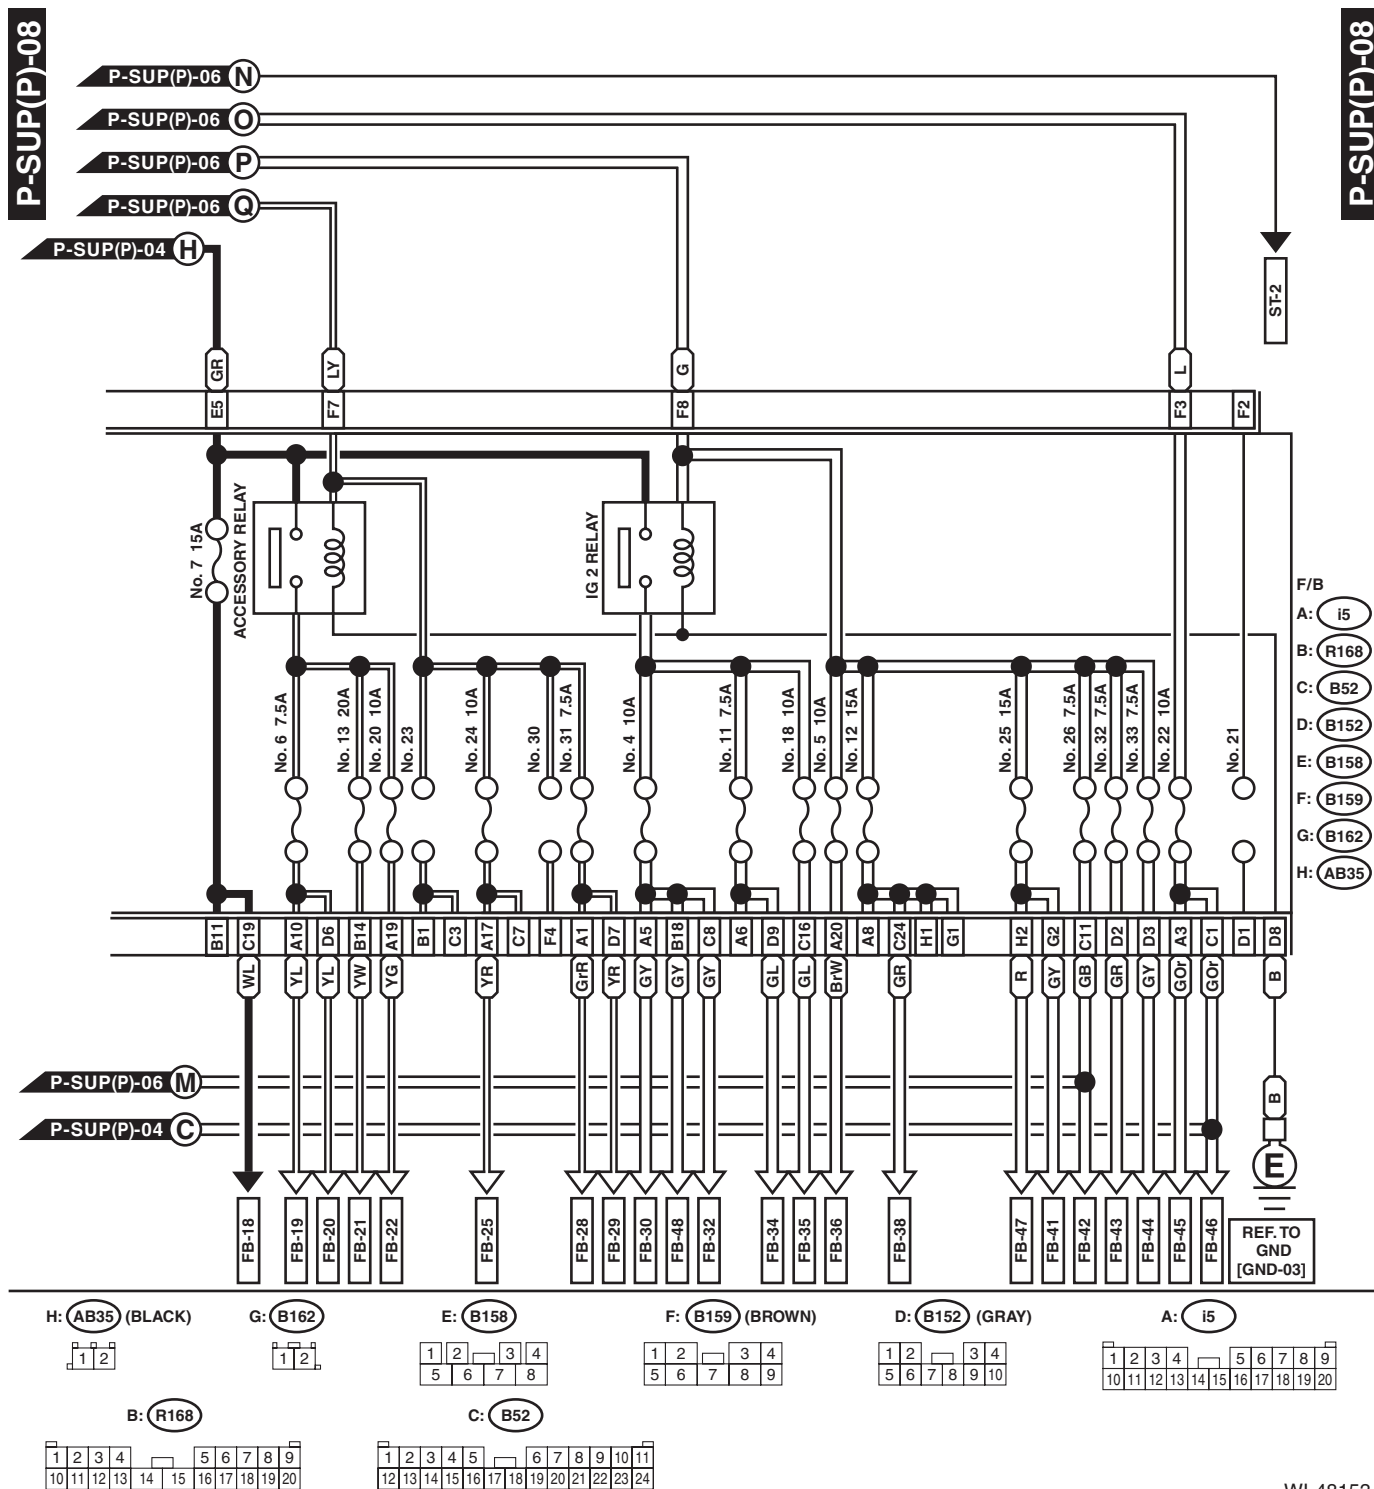 P-SUP(P)-08
P-SUP(P)-08
P-SUP(P)-06 N
P-SUP(P)-06 O
P-SUP(P)-06 P
P-SUP(P)-06 Q
P-SUP(P)-04 H
ST-2
GR LY G L
E5 F7 F8 F3 F2
No. 7 15A
ACCESSORY RELAY
IG 2 RELAY
No. 6 7.5A
No. 13 20A
No. 20 10A
No. 23
No. 24 10A
No. 30
No. 31 7.5A
No. 4 10A
No. 11 7.5A
No. 18 10A
No. 5 10A
No. 12 15A
No. 25 15A
No. 26 7.5A
No. 32 7.5A
No. 33 7.5A
No. 22 10A
No. 21
F/B
A: i5
B: R168
C: B52
D: B152
E: B158
F: B159
G: B162
H: AB35
B11 C19 A10 D6 B14 A19 B1 C3 A17 C7 F4 A1 D7 A5 B18 C8 A6 D9 C16 A20 A8 C24 H1 G1 H2 G2 C11 D2 D3 A3 C1 D1 D8
WL YL YL YW YG YR GrR YR GY GY GY GL GL BrW GR R GY GB GR GY GOr GOr B
P-SUP(P)-06 M
B
P-SUP(P)-04 C
E
FB-18 FB-19 FB-20 FB-21 FB-22 FB-25 FB-28 FB-29 FB-30 FB-48 FB-32 FB-34 FB-35 FB-36 FB-38 FB-47 FB-41 FB-42 FB-43 FB-44 FB-45 FB-46
REF. TO
GND
[GND-03]
H: AB35 (BLACK)
1 2
G: B162
1 2
E: B158
1 2 3 4
5 6 7 8
F: B159 (BROWN)
1 2 3 4
5 6 7 8 9
D: B152 (GRAY)
1 2 3 4
5 6 7 8 9 10
A: i5
1 2 3 4 5 6 7 8 9
10 11 12 13 14 15 16 17 18 19 20
B: R168
1 2 3 4 5 6 7 8 9
10 11 12 13 14 15 16 17 18 19 20
C: B52
1 2 3 4 5 6 7 8 9 10 11
12 13 14 15 16 17 18 19 20 21 22 23 24